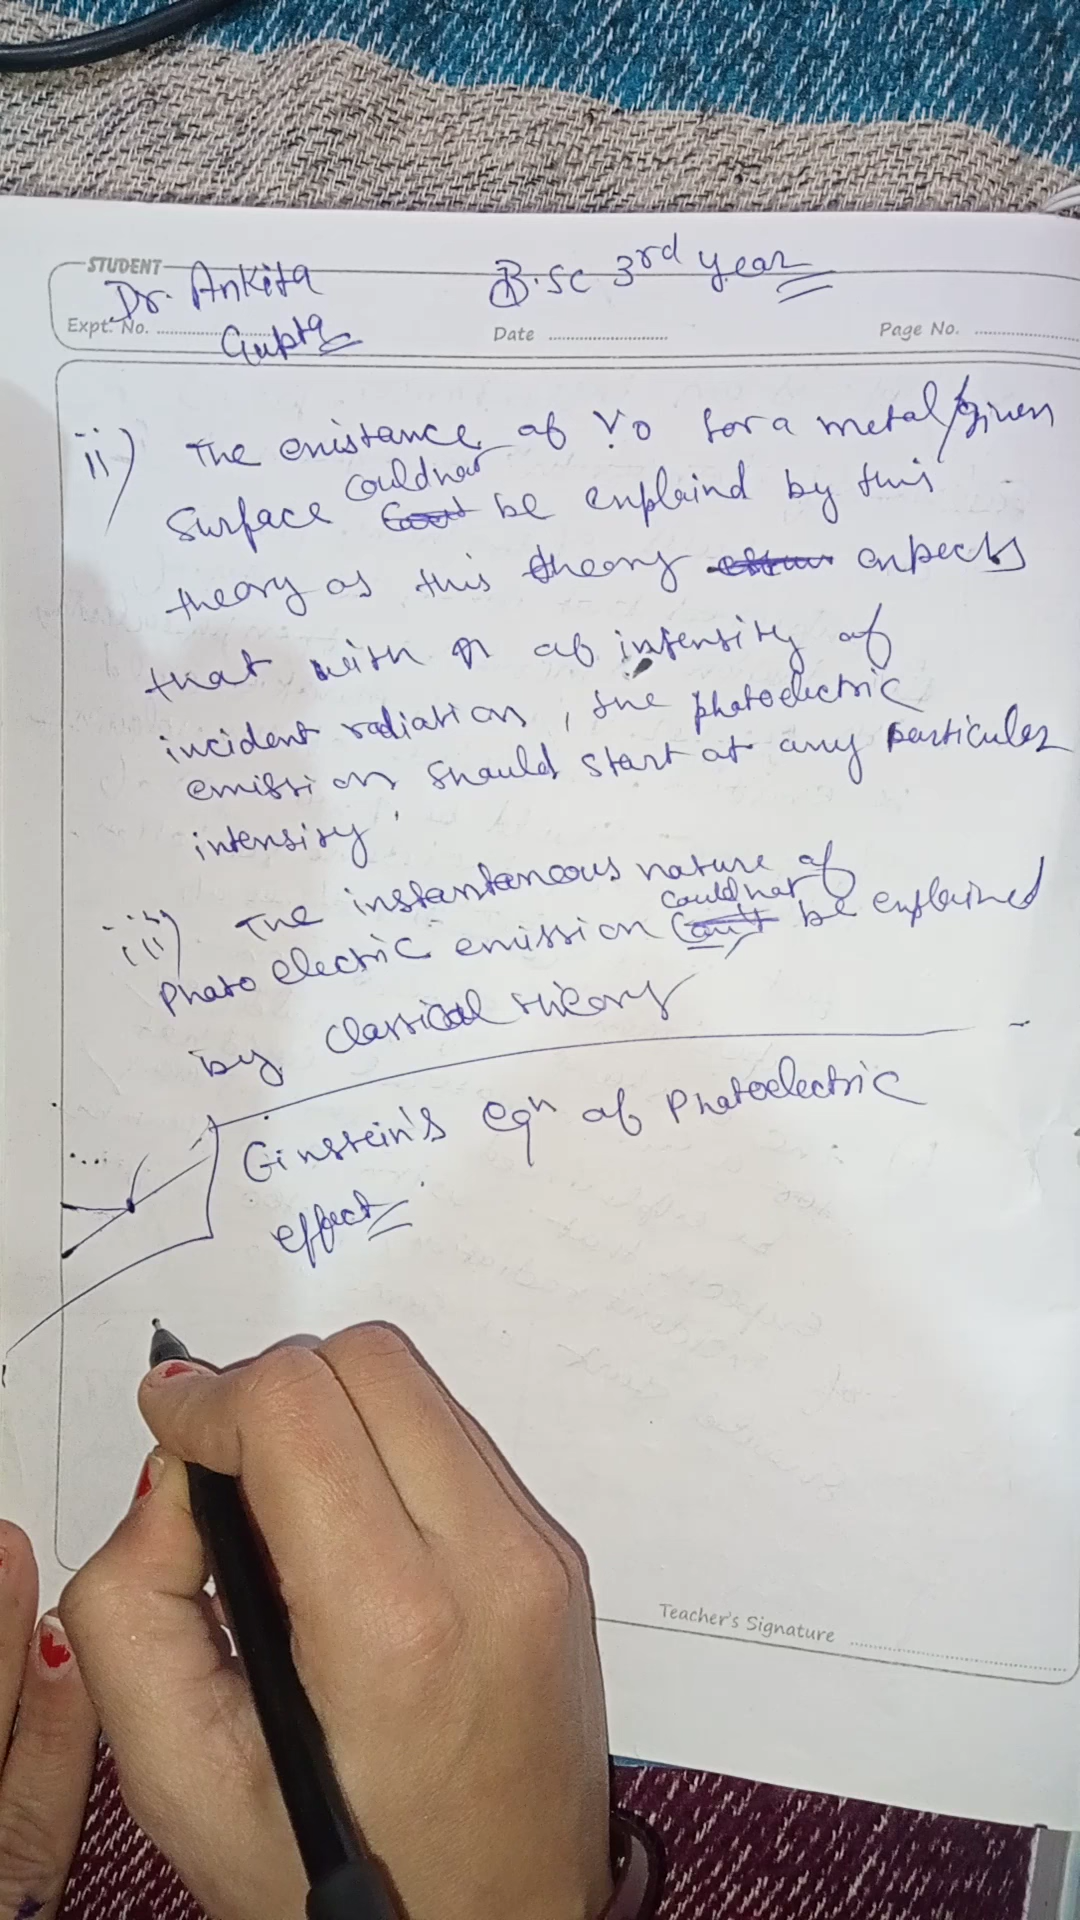 STUDENT
Dr. Ankita B.sc 3rd year
Expt. No. Gupta Date Page No.
ii) The existance of γo for a metal/given
surface couldnot be explaind by this
theory as this theory expects
that with ↑ of intensity of
incident radiation, the photoelectric
emission should start at any particular
intensity.
iii) The instantaneous nature of
Photo electric emission couldnot be explained
by classical theory
Einstein's eqn of Photoelectric
effect
Teacher's Signature